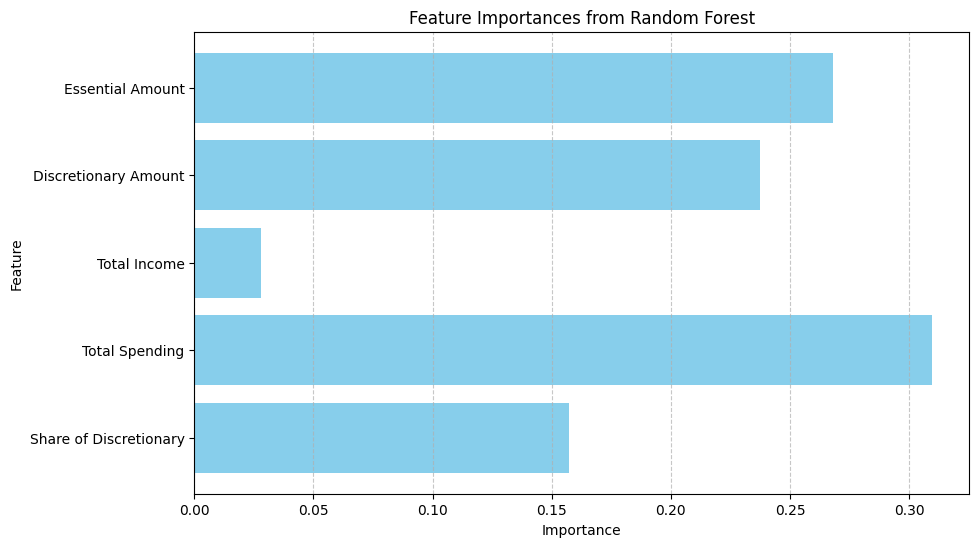 Feature Importances from Random Forest
Feature
Essential Amount
Discretionary Amount
Total Income
Total Spending
Share of Discretionary
0.00 0.05 0.10 0.15 0.20 0.25 0.30
Importance